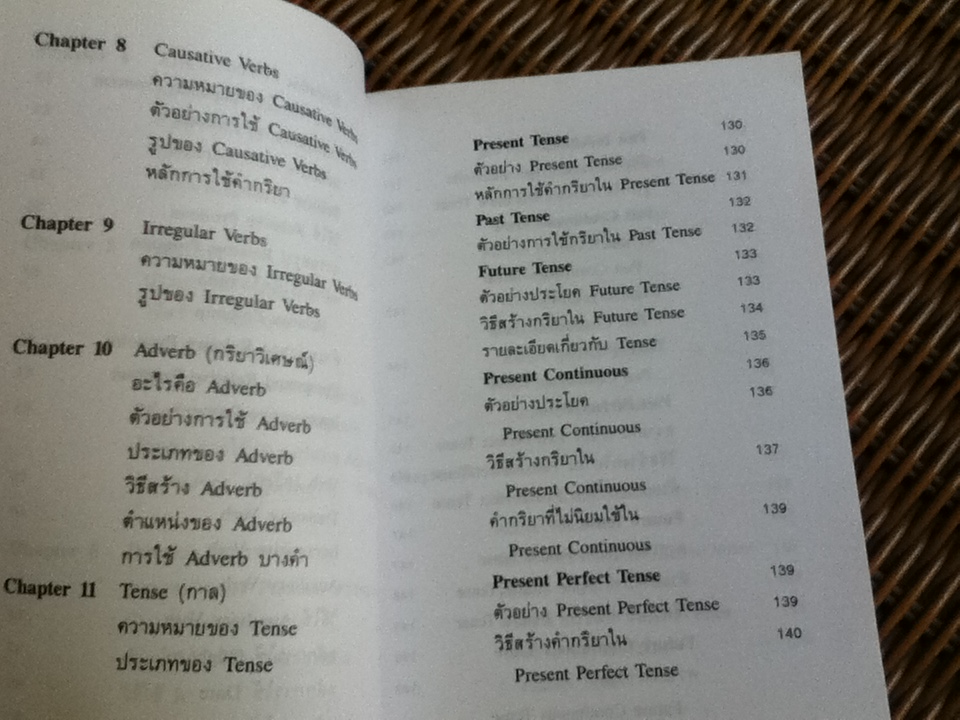 Chapter 8 Causative Verbs
ความหมายของ Causative Verbs
ตัวอย่างการใช้ Causative Verbs
รูปของ Causative Verbs
หลักการใช้คำกริยา
Chapter 9 Irregular Verbs
ความหมายของ Irregular Verbs
รูปของ Irregular Verbs
Chapter 10 Adverb (กริยาวิเศษณ์)
อะไรคือ Adverb
ตัวอย่างการใช้ Adverb
ประเภทของ Adverb
วิธีสร้าง Adverb
ตำแหน่งของ Adverb
การใช้ Adverb บางคำ
Chapter 11 Tense (กาล)
ความหมายของ Tense
ประเภทของ Tense
Present Tense 130
ตัวอย่าง Present Tense 130
หลักการใช้คำกริยาใน Present Tense 131
Past Tense 132
ตัวอย่างการใช้กริยาใน Past Tense 132
Future Tense 133
ตัวอย่างประโยค Future Tense 133
วิธีสร้างกริยาใน Future Tense 134
รายละเอียดเกี่ยวกับ Tense 135
Present Continuous 136
ตัวอย่างประโยค 136
Present Continuous
วิธีสร้างกริยาใน 137
Present Continuous
คำกริยาที่ไม่นิยมใช้ใน 139
Present Continuous
Present Perfect Tense 139
ตัวอย่าง Present Perfect Tense 139
วิธีสร้างคำกริยาใน 140
Present Perfect Tense